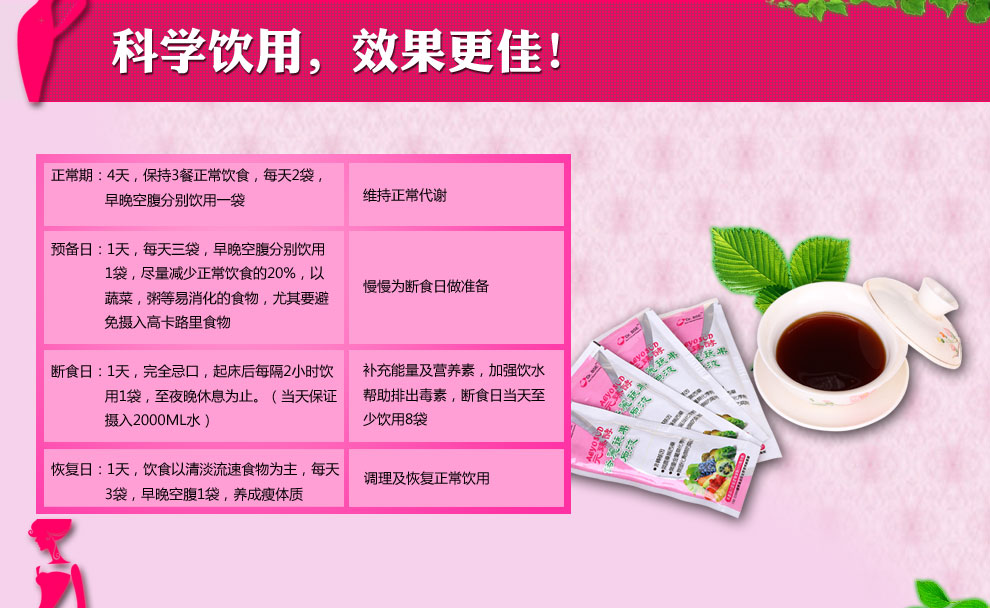 科学饮用，效果更佳！
正常期：4天，保持3餐正常饮食，每天2袋，
早晚空腹分别饮用一袋
维持正常代谢
预备日：1天，每天三袋，早晚空腹分别饮用
1袋，尽量减少正常饮食的20%，以
蔬菜，粥等易消化的食物，尤其要避
免摄入高卡路里食物
慢慢为断食日做准备
断食日：1天，完全忌口，起床后每隔2小时饮
用1袋，至夜晚休息为止。（当天保证
摄入2000ML水）
补充能量及营养素，加强饮水
帮助排出毒素，断食日当天至
少饮用8袋
恢复日：1天，饮食以清淡流速食物为主，每天
3袋，早晚空腹1袋，养成瘦体质
调理及恢复正常饮用